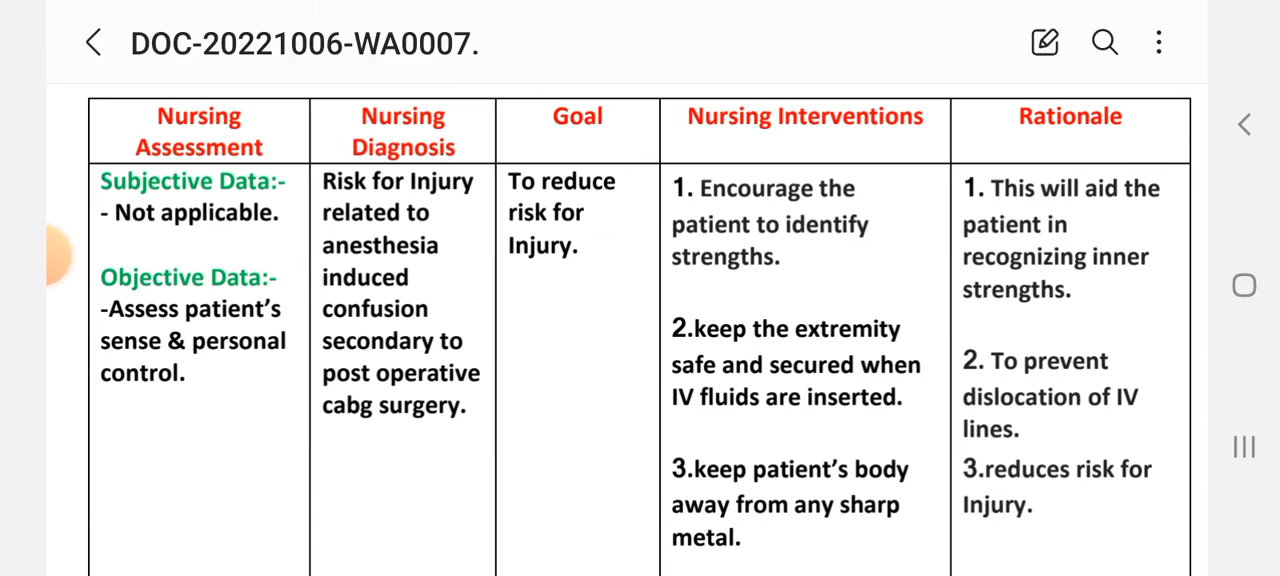 DOC-20221006-WA0007.
Nursing
Assessment
Nursing
Diagnosis
Goal
Nursing Interventions
Rationale
Subjective Data:-
- Not applicable.
Objective Data:-
-Assess patient’s
sense & personal
control.
Risk for Injury
related to
anesthesia
induced
confusion
secondary to
post operative
cabg surgery.
To reduce
risk for
Injury.
1. Encourage the
patient to identify
strengths.
2.keep the extremity
safe and secured when
IV fluids are inserted.
3.keep patient’s body
away from any sharp
metal.
1. This will aid the
patient in
recognizing inner
strengths.
2. To prevent
dislocation of IV
lines.
3.reduces risk for
Injury.